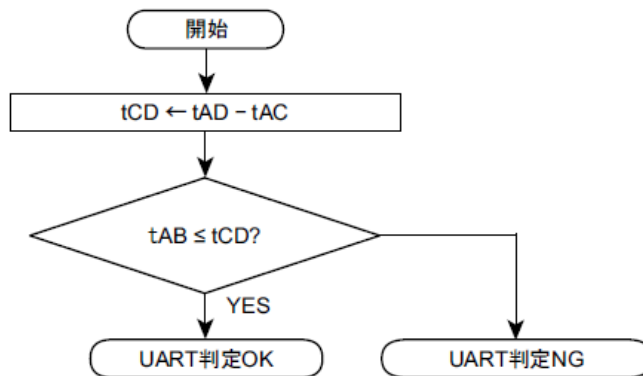 開始
tCD ← tAD − tAC
tAB ≤ tCD?
YES
UART判定OK
UART判定NG